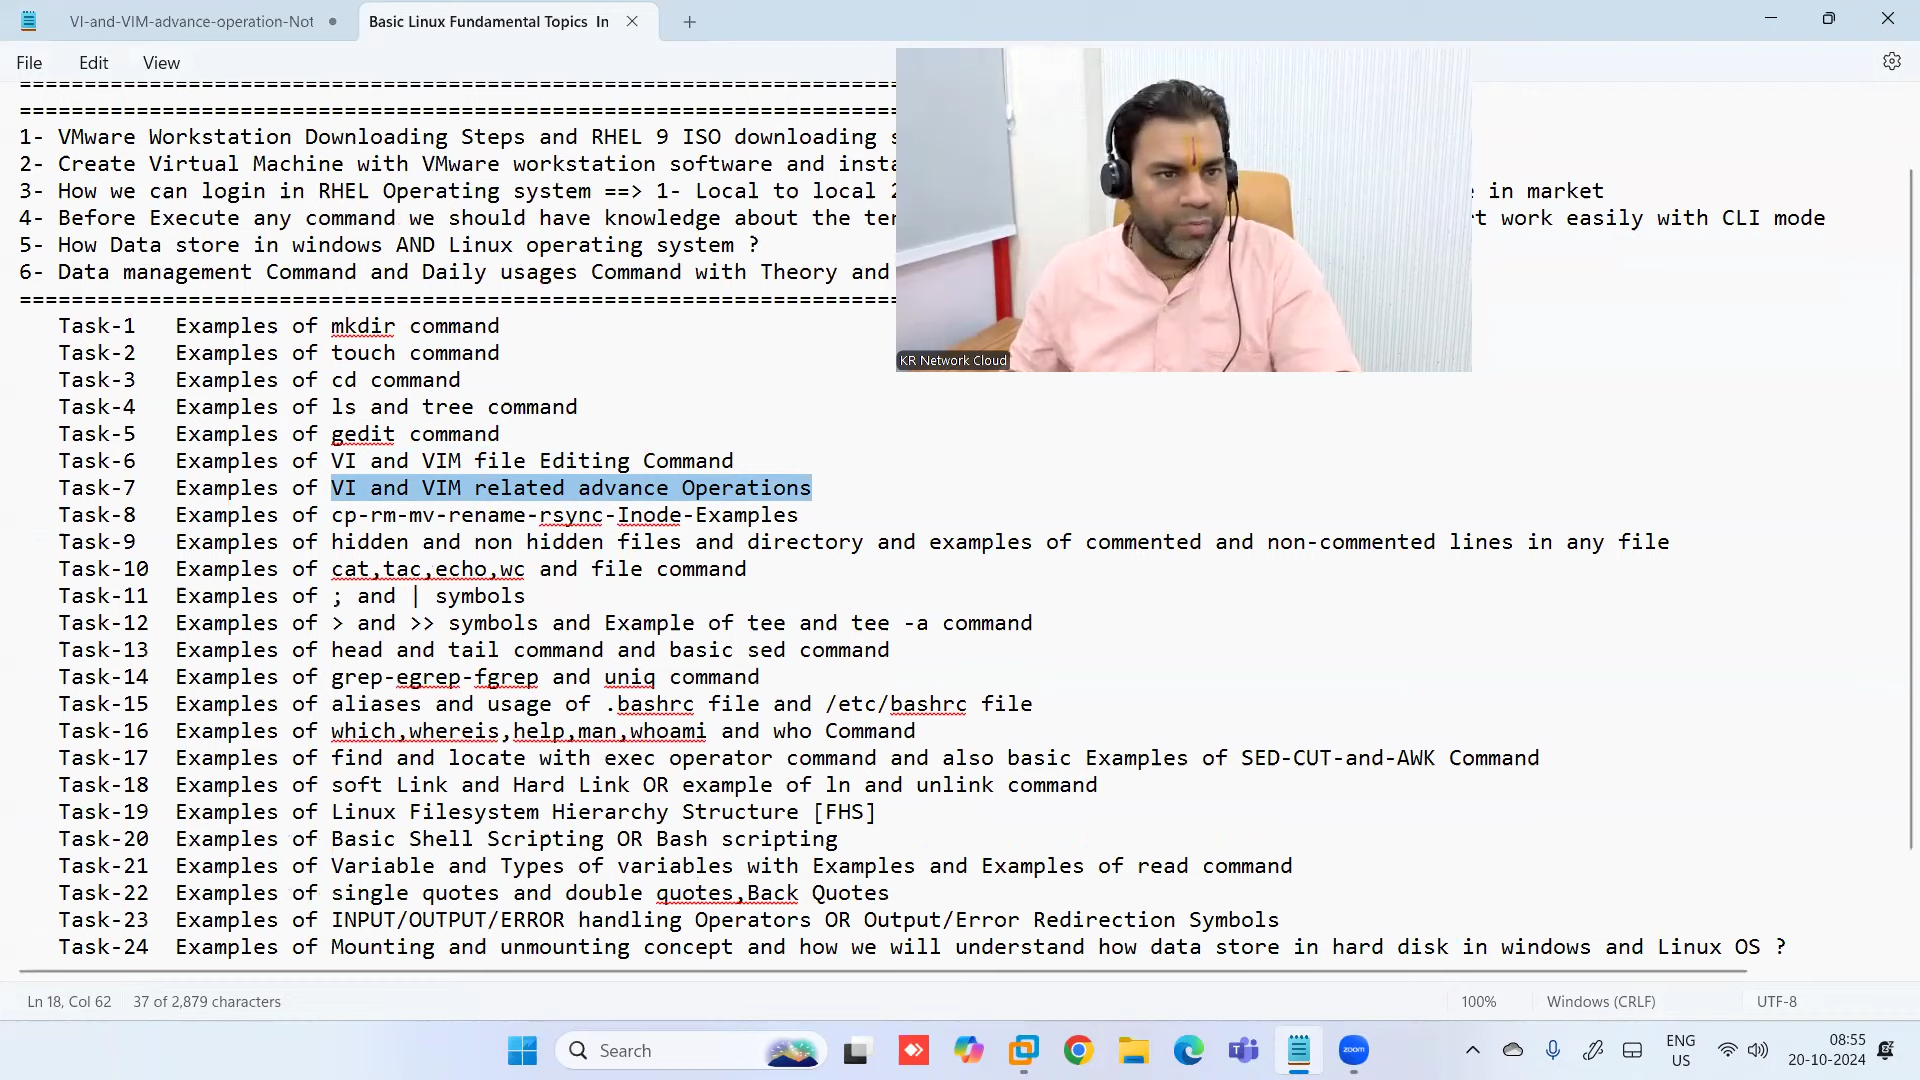 VI-and-VIM-advance-operation-Not
Basic Linux Fundamental Topics In
File Edit View
================================================================
================================================================
1- VMware Workstation Downloading Steps and RHEL 9 ISO downloading
2- Create Virtual Machine with VMware workstation software and
3- How we can login in RHEL Operating system ==> 1- Local to local in market
4- Before Execute any command we should have knowledge about the work easily with CLI mode
5- How Data store in windows AND Linux operating system ?
6- Data management Command and Daily usages Command with Theory and
================================================================
Task-1 Examples of mkdir command
Task-2 Examples of touch command
Task-3 Examples of cd command
Task-4 Examples of ls and tree command
Task-5 Examples of gedit command
Task-6 Examples of VI and VIM file Editing Command
Task-7 Examples of VI and VIM related advance Operations
Task-8 Examples of cp-rm-mv-rename-rsync-Inode-Examples
Task-9 Examples of hidden and non hidden files and directory and examples of commented and non-commented lines in any file
Task-10 Examples of cat,tac,echo,wc and file command
Task-11 Examples of ; and | symbols
Task-12 Examples of > and >> symbols and Example of tee and tee -a command
Task-13 Examples of head and tail command and basic sed command
Task-14 Examples of grep-egrep-fgrep and uniq command
Task-15 Examples of aliases and usage of .bashrc file and /etc/bashrc file
Task-16 Examples of which,whereis,help,man,whoami and who Command
Task-17 Examples of find and locate with exec operator command and also basic Examples of SED-CUT-and-AWK Command
Task-18 Examples of soft Link and Hard Link OR example of ln and unlink command
Task-19 Examples of Linux Filesystem Hierarchy Structure [FHS]
Task-20 Examples of Basic Shell Scripting OR Bash scripting
Task-21 Examples of Variable and Types of variables with Examples and Examples of read command
Task-22 Examples of single quotes and double quotes,Back Quotes
Task-23 Examples of INPUT/OUTPUT/ERROR handling Operators OR Output/Error Redirection Symbols
Task-24 Examples of Mounting and unmounting concept and how we will understand how data store in hard disk in windows and Linux OS ?
KR Network Cloud
Ln 18, Col 62 37 of 2,879 characters 100% Windows (CRLF) UTF-8
Search
zoom
ENG
US
08:55
20-10-2024